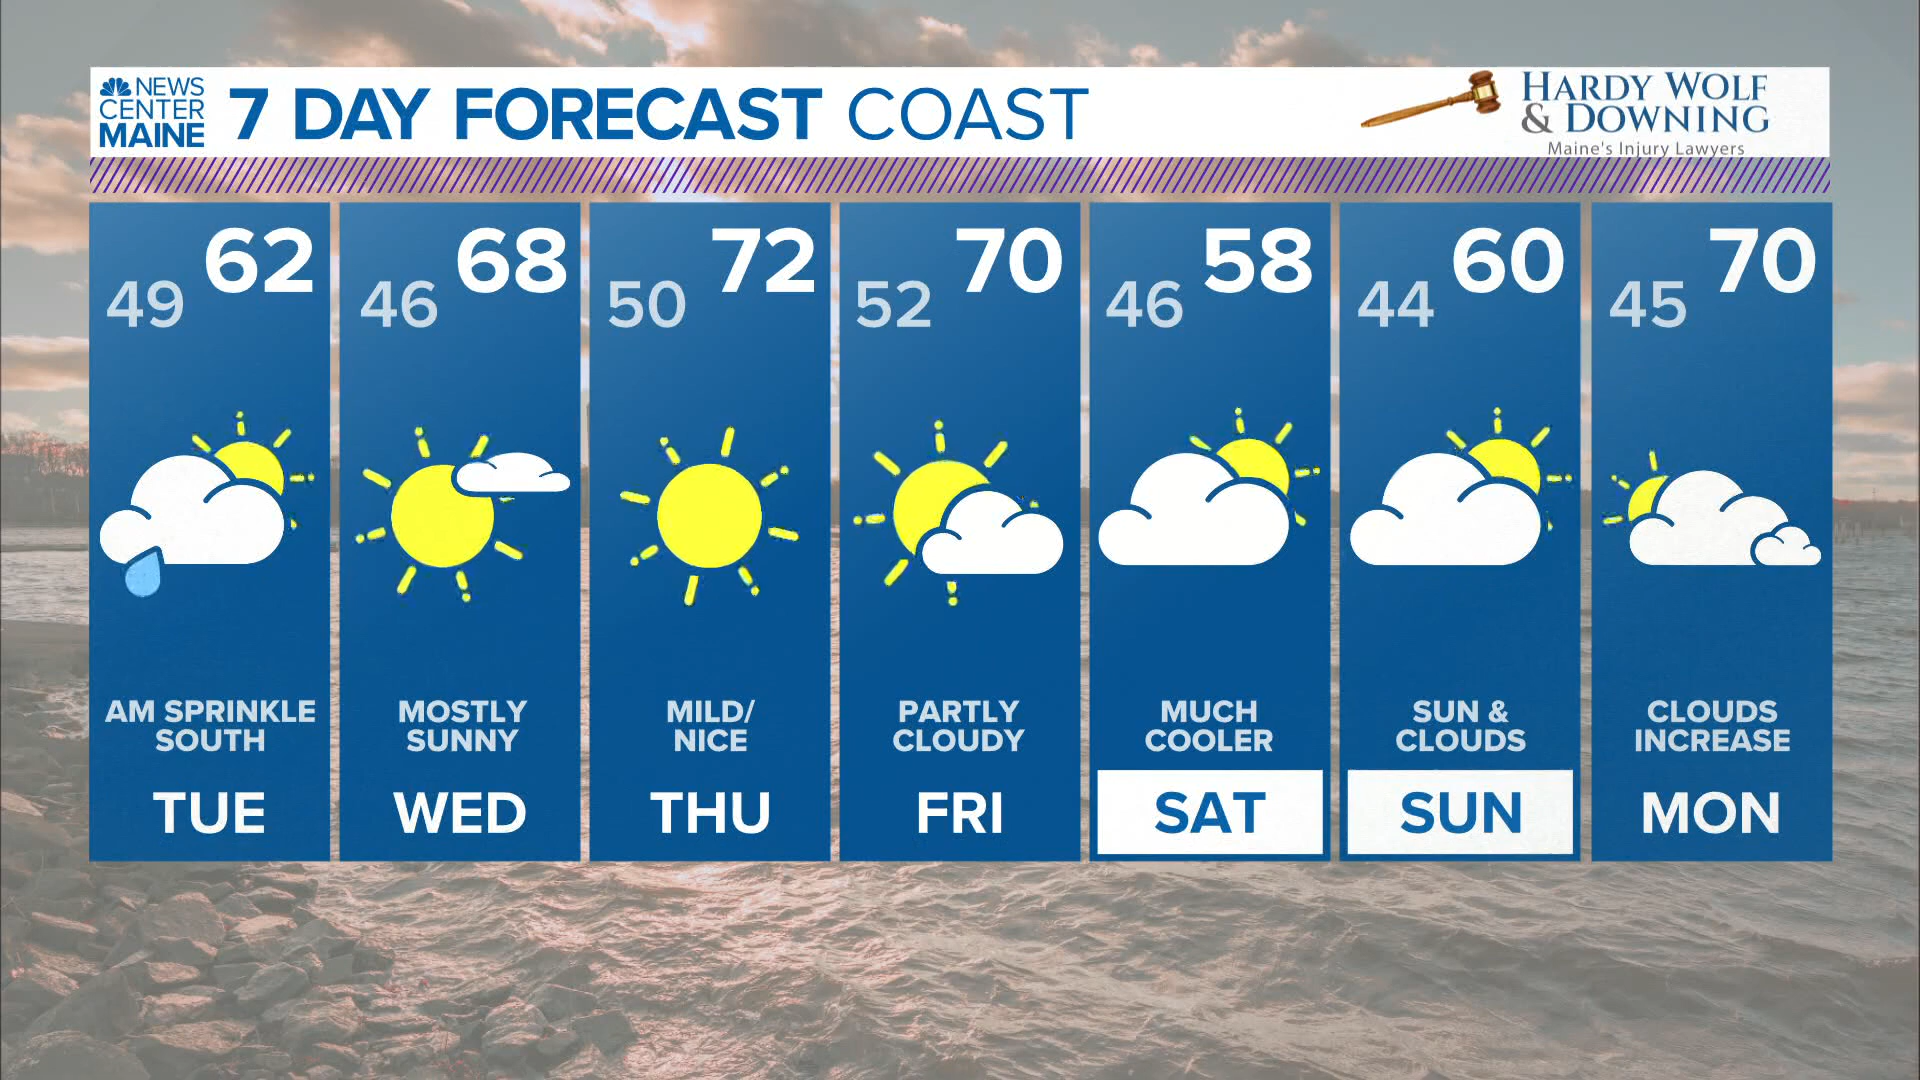 NEWS
CENTER
MAINE
7 DAY FORECAST COAST
HARDY WOLF
& DOWNING
Maine's Injury Lawyers
49 62
AM SPRINKLE
SOUTH
TUE
46 68
MOSTLY
SUNNY
WED
50 72
MILD/
NICE
THU
52 70
PARTLY
CLOUDY
FRI
46 58
MUCH
COOLER
SAT
44 60
SUN &
CLOUDS
SUN
45 70
CLOUDS
INCREASE
MON